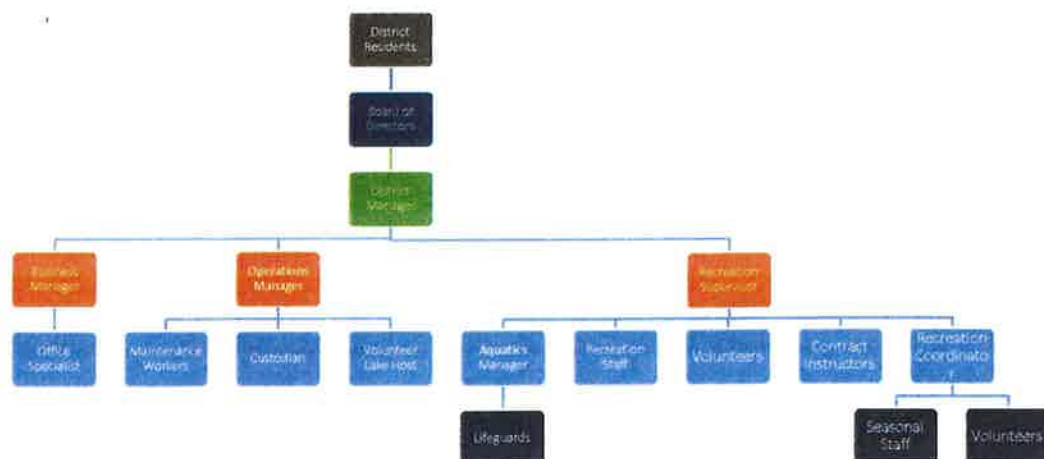 District
Residents
Board of
Directors
District
Manager
Business
Manager
Operations
Manager
Recreation
Supervisor
Office
Specialist
Maintenance
Workers
Custodian
Volunteer
Lake Host
Aquatics
Manager
Recreation
Staff
Volunteers
Contract
Instructors
Recreation
Coordinato
r
Lifeguards
Seasonal
Staff
Volunteers